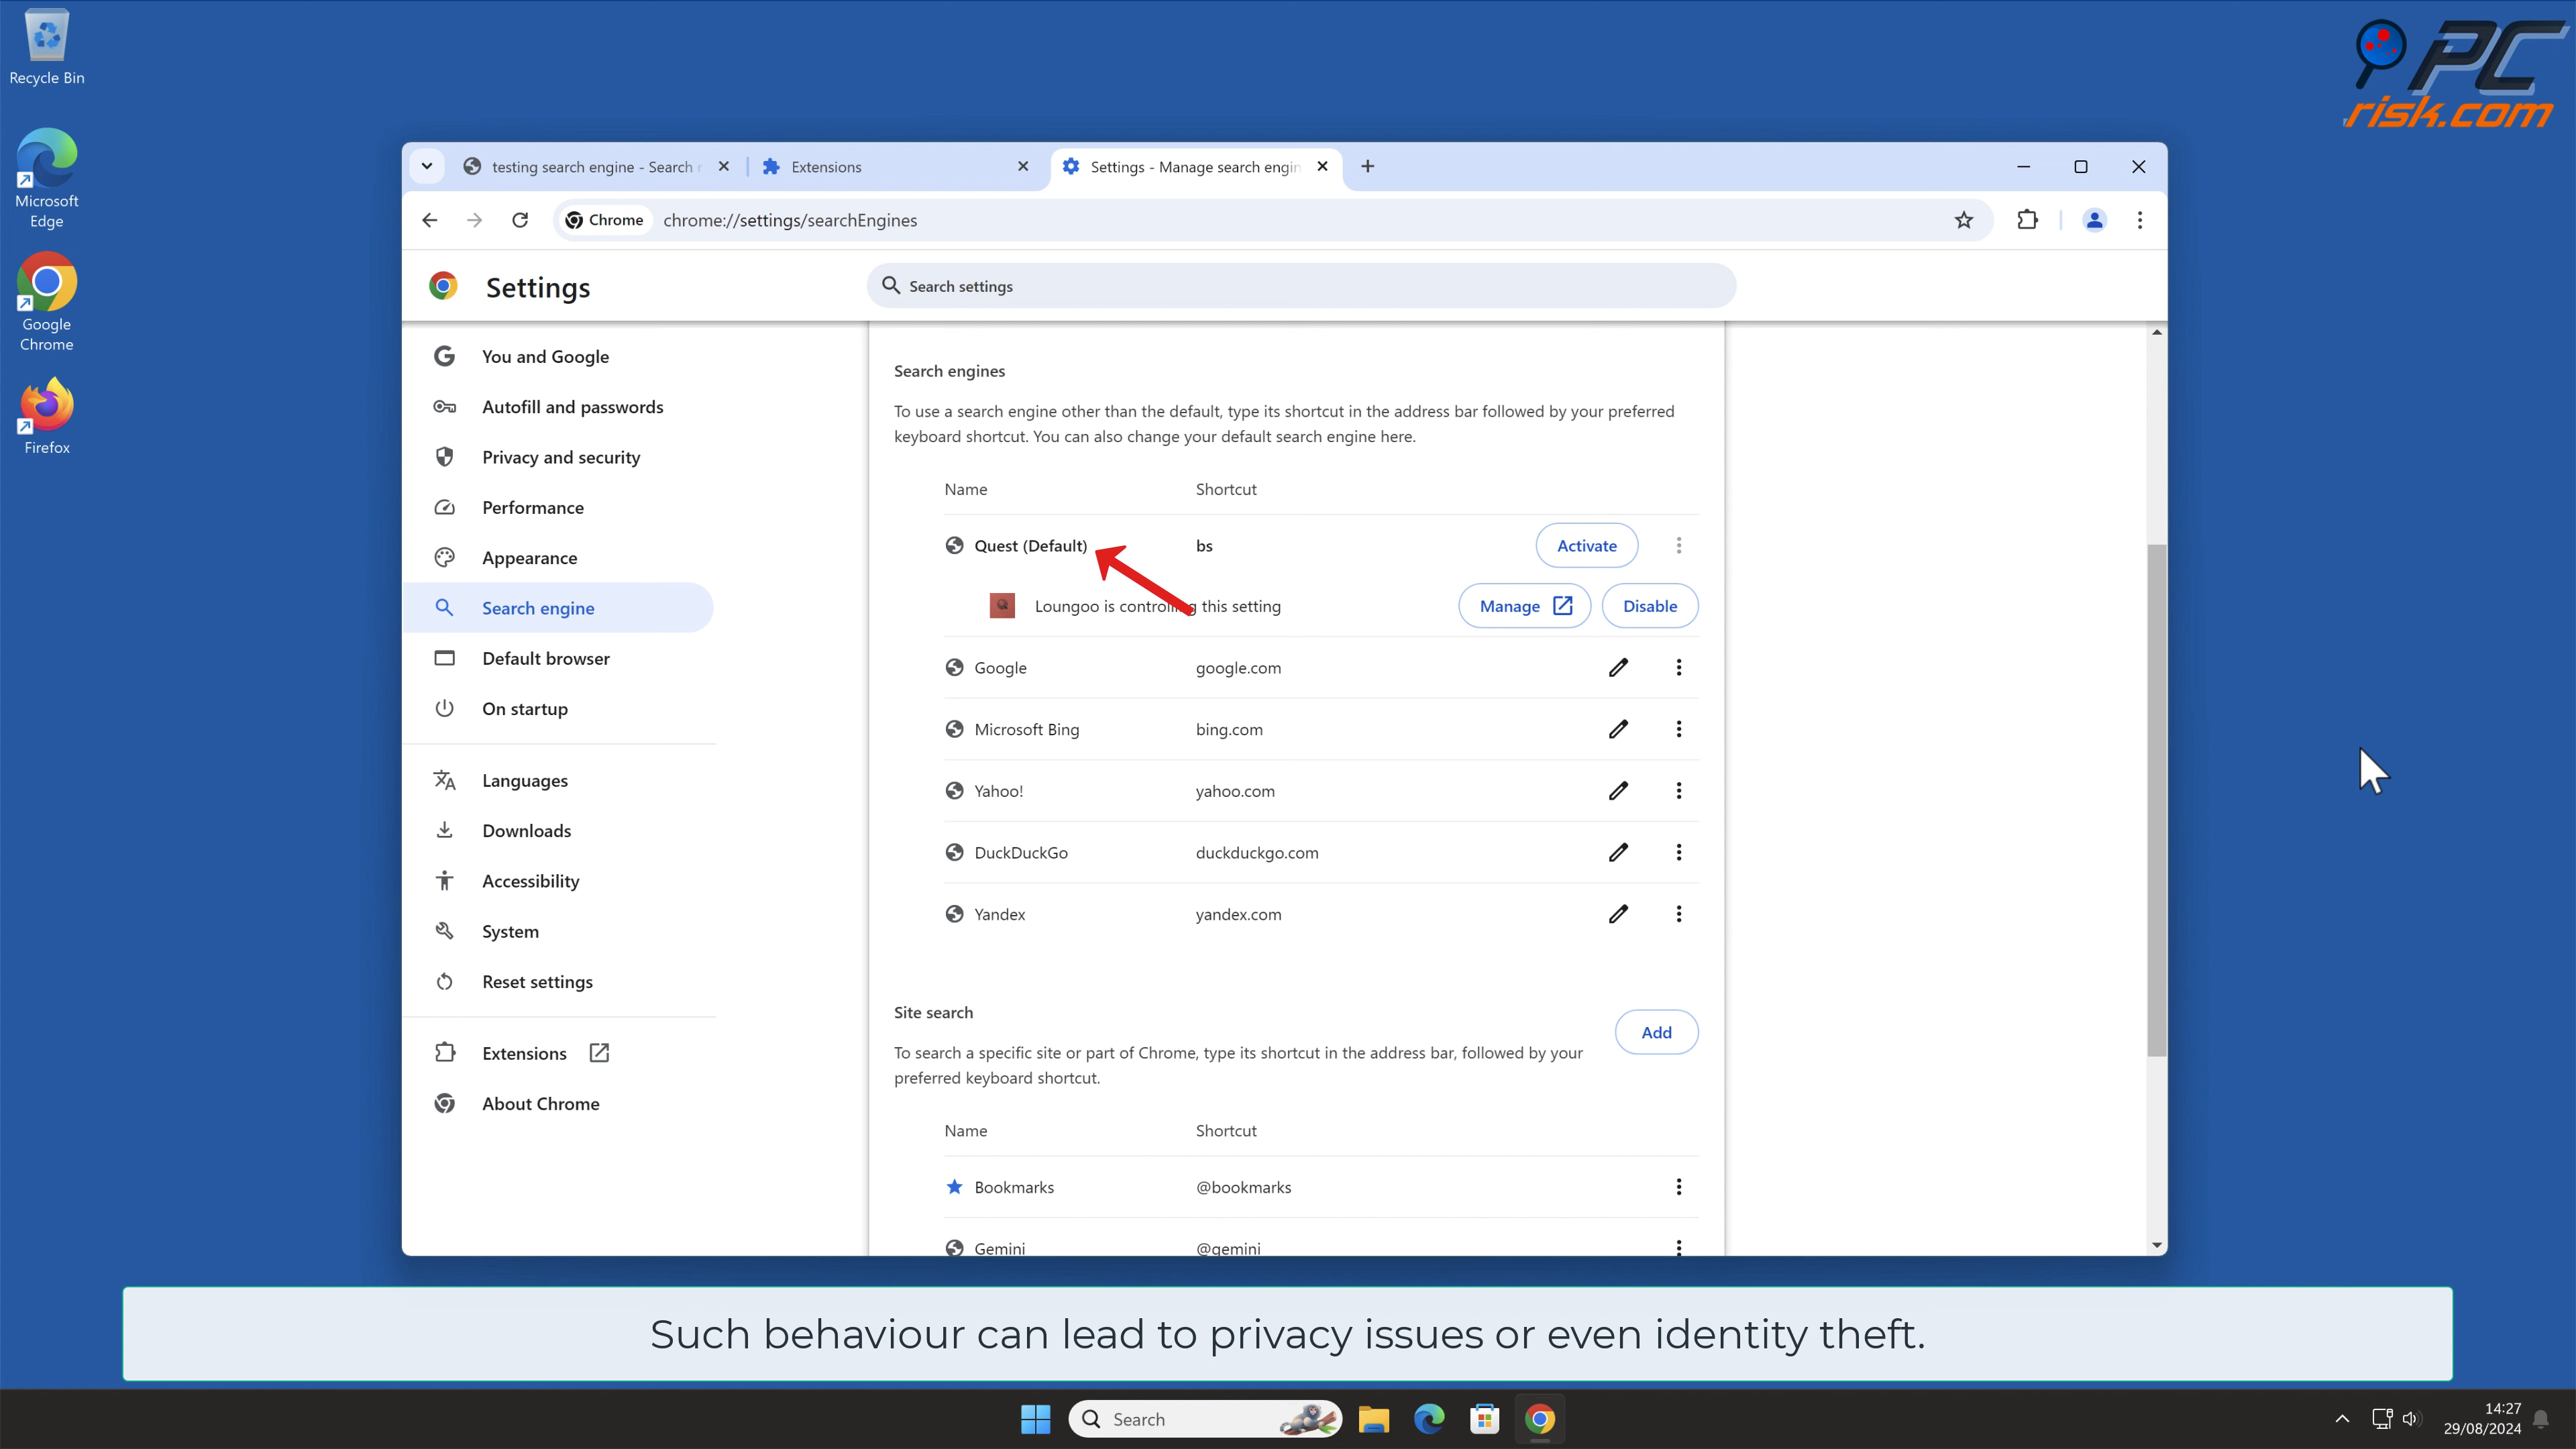 Recycle Bin
Microsoft
Edge
Google
Chrome
Firefox
PC
risk.com
testing search engine - Search r
Extensions
Settings - Manage search engin
Chrome
chrome://settings/searchEngines
Settings
Search settings
You and Google
Autofill and passwords
Privacy and security
Performance
Appearance
Search engine
Default browser
On startup
Languages
Downloads
Accessibility
System
Reset settings
Extensions
About Chrome
Search engines
To use a search engine other than the default, type its shortcut in the address bar followed by your preferred
keyboard shortcut. You can also change your default search engine here.
Name Shortcut
Quest (Default) bs Activate
Loungoo is controlling this setting Manage Disable
Google google.com
Microsoft Bing bing.com
Yahoo! yahoo.com
DuckDuckGo duckduckgo.com
Yandex yandex.com
Site search
Add
To search a specific site or part of Chrome, type its shortcut in the address bar, followed by your
preferred keyboard shortcut.
Name Shortcut
Bookmarks @bookmarks
Gemini @gemini
Such behaviour can lead to privacy issues or even identity theft.
Search
14:27
29/08/2024